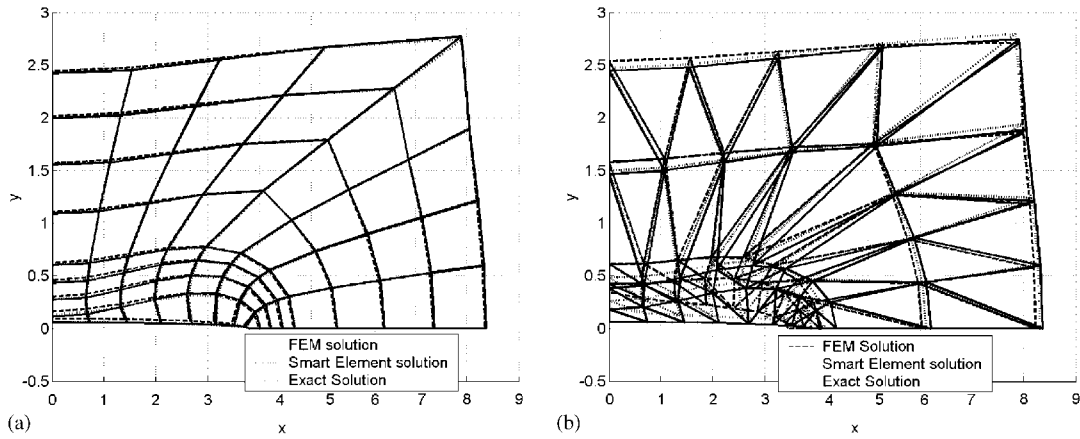 3
2.5
2
1.5
1
0.5
0
-0.5
y
0 1 2 3 4 5 6 7 8 9
x
FEM solution
Smart Element solution
Exact Solution
(a)
3
2.5
2
1.5
1
0.5
0
-0.5
y
0 1 2 3 4 5 6 7 8 9
x
FEM Solution
Smart Element solution
Exact Solution
(b)